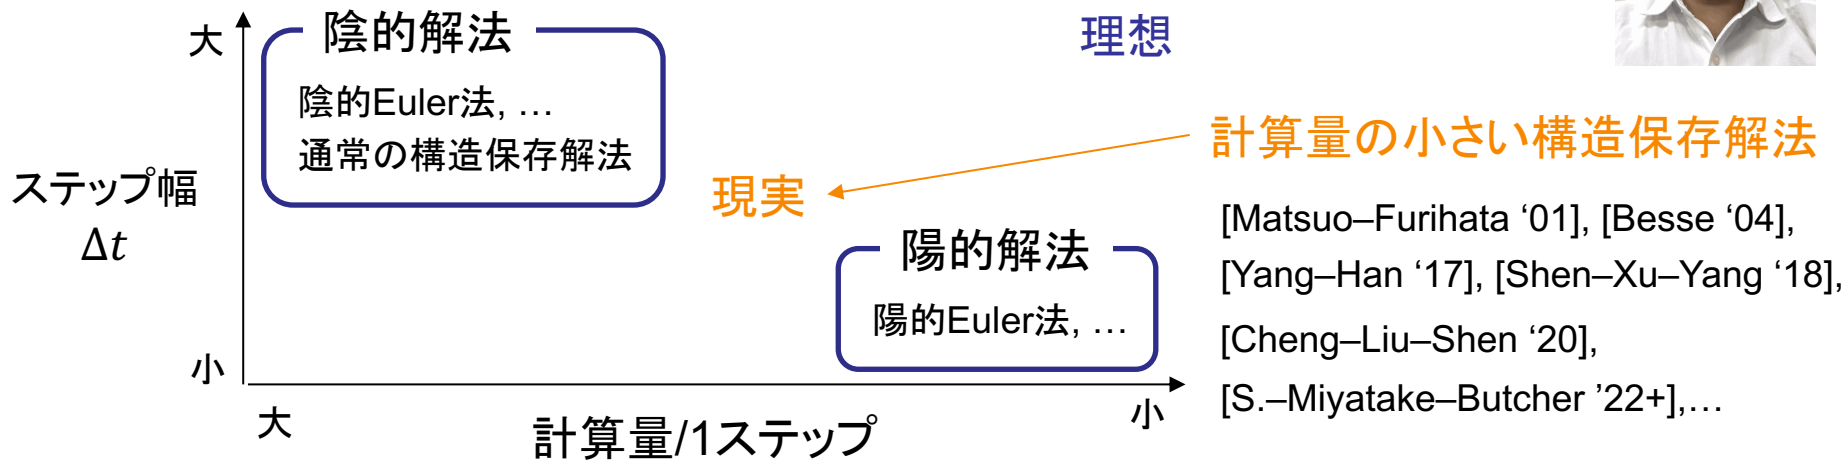 大
陰的解法
陰的Euler法, …
通常の構造保存解法
理想
計算量の小さい構造保存解法
現実
ステップ幅
Δt
陽的解法
陽的Euler法, …
[Matsuo–Furihata ‘01], [Besse ‘04],
[Yang–Han ‘17], [Shen–Xu–Yang ‘18],
[Cheng–Liu–Shen ‘20],
[S.–Miyatake–Butcher ’22+],…
小
大
計算量/1ステップ
小